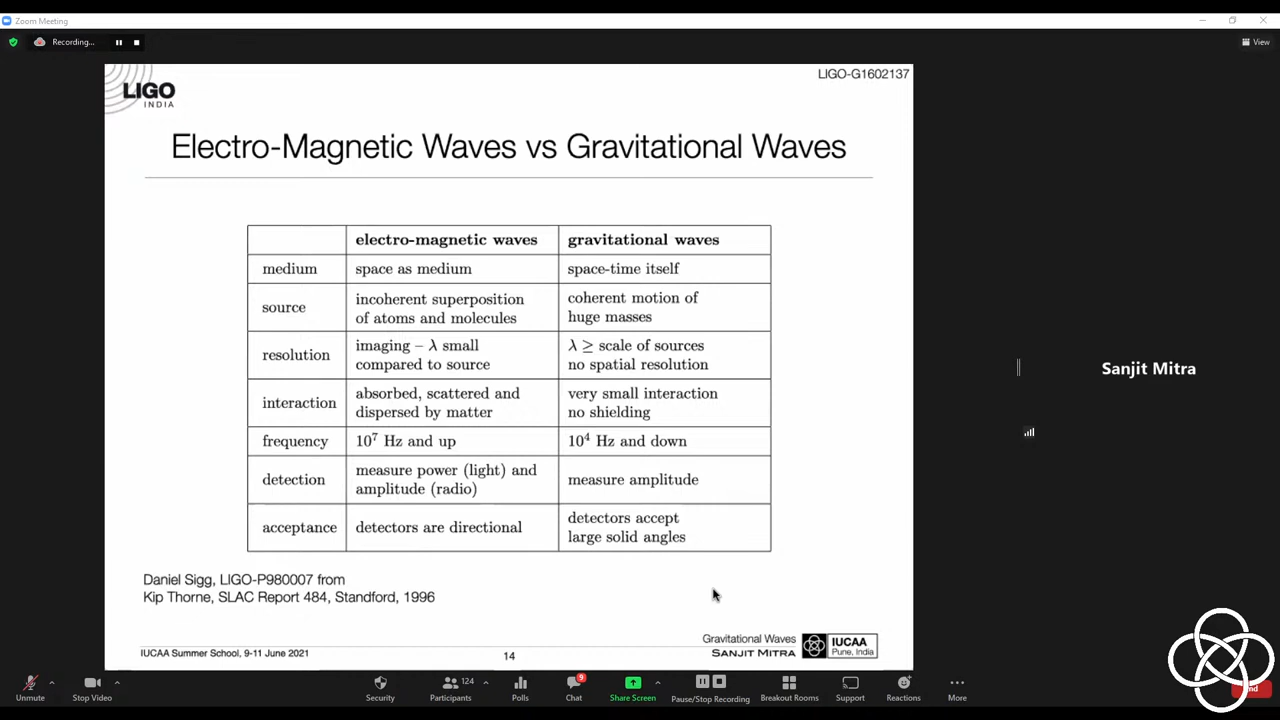 Zoom Meeting
Recording...
View
LIGO
INDIA
LIGO-G1602137
Electro-Magnetic Waves vs Gravitational Waves
electro-magnetic waves
gravitational waves
medium
space as medium
space-time itself
source
incoherent superposition
of atoms and molecules
coherent motion of
huge masses
resolution
imaging – λ small
compared to source
λ ≥ scale of sources
no spatial resolution
interaction
absorbed, scattered and
dispersed by matter
very small interaction
no shielding
frequency
10⁷ Hz and up
10⁴ Hz and down
detection
measure power (light) and
amplitude (radio)
measure amplitude
acceptance
detectors are directional
detectors accept
large solid angles
Daniel Sigg, LIGO-P980007 from
Kip Thorne, SLAC Report 484, Standford, 1996
IUCAA Summer School, 9-11 June 2021
14
Gravitational Waves
SANJIT MITRA
IUCAA
Pune, India
Sanjit Mitra
Unmute
Stop Video
Security
124
Participants
Polls
9
Chat
Share Screen
Pause/Stop Recording
Breakout Rooms
Support
Reactions
More